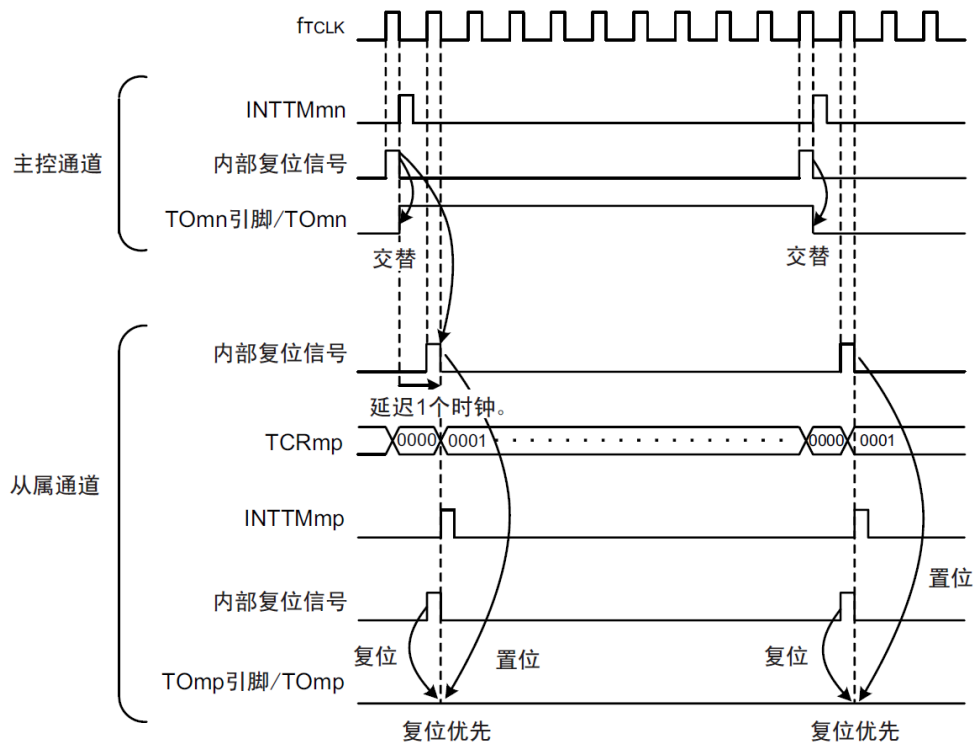 fTCLK
INTTMmn
主控通道
内部复位信号
TOmn引脚/TOmn
交替
交替
内部复位信号
延迟1个时钟。
TCRmp
0000
0001
0000
0001
从属通道
INTTMmp
置位
内部复位信号
复位
置位
复位
TOmp引脚/TOmp
复位优先
复位优先